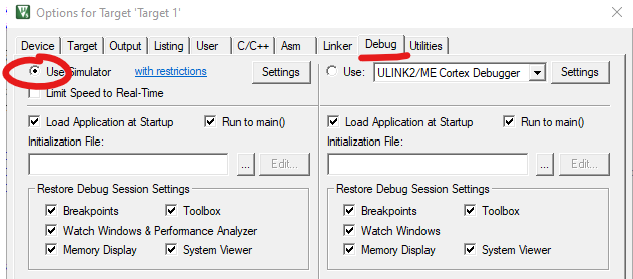 Options for Target 'Target 1'
Device Target Output Listing User C/C++ Asm Linker Debug Utilities
Use Simulator with restrictions Settings Use: ULINK2/ME Cortex Debugger Settings
Limit Speed to Real-Time
Load Application at Startup Run to main() Load Application at Startup Run to main()
Initialization File: Initialization File:
... Edit... ... Edit...
Restore Debug Session Settings Restore Debug Session Settings
Breakpoints Toolbox Breakpoints Toolbox
Watch Windows & Performance Analyzer Watch Windows
Memory Display System Viewer Memory Display System Viewer